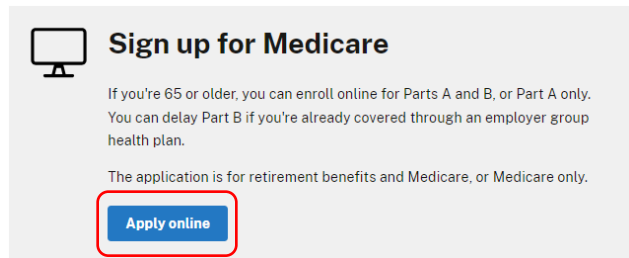 Sign up for Medicare
If you're 65 or older, you can enroll online for Parts A and B, or Part A only.
You can delay Part B if you're already covered through an employer group
health plan.
The application is for retirement benefits and Medicare, or Medicare only.
Apply online